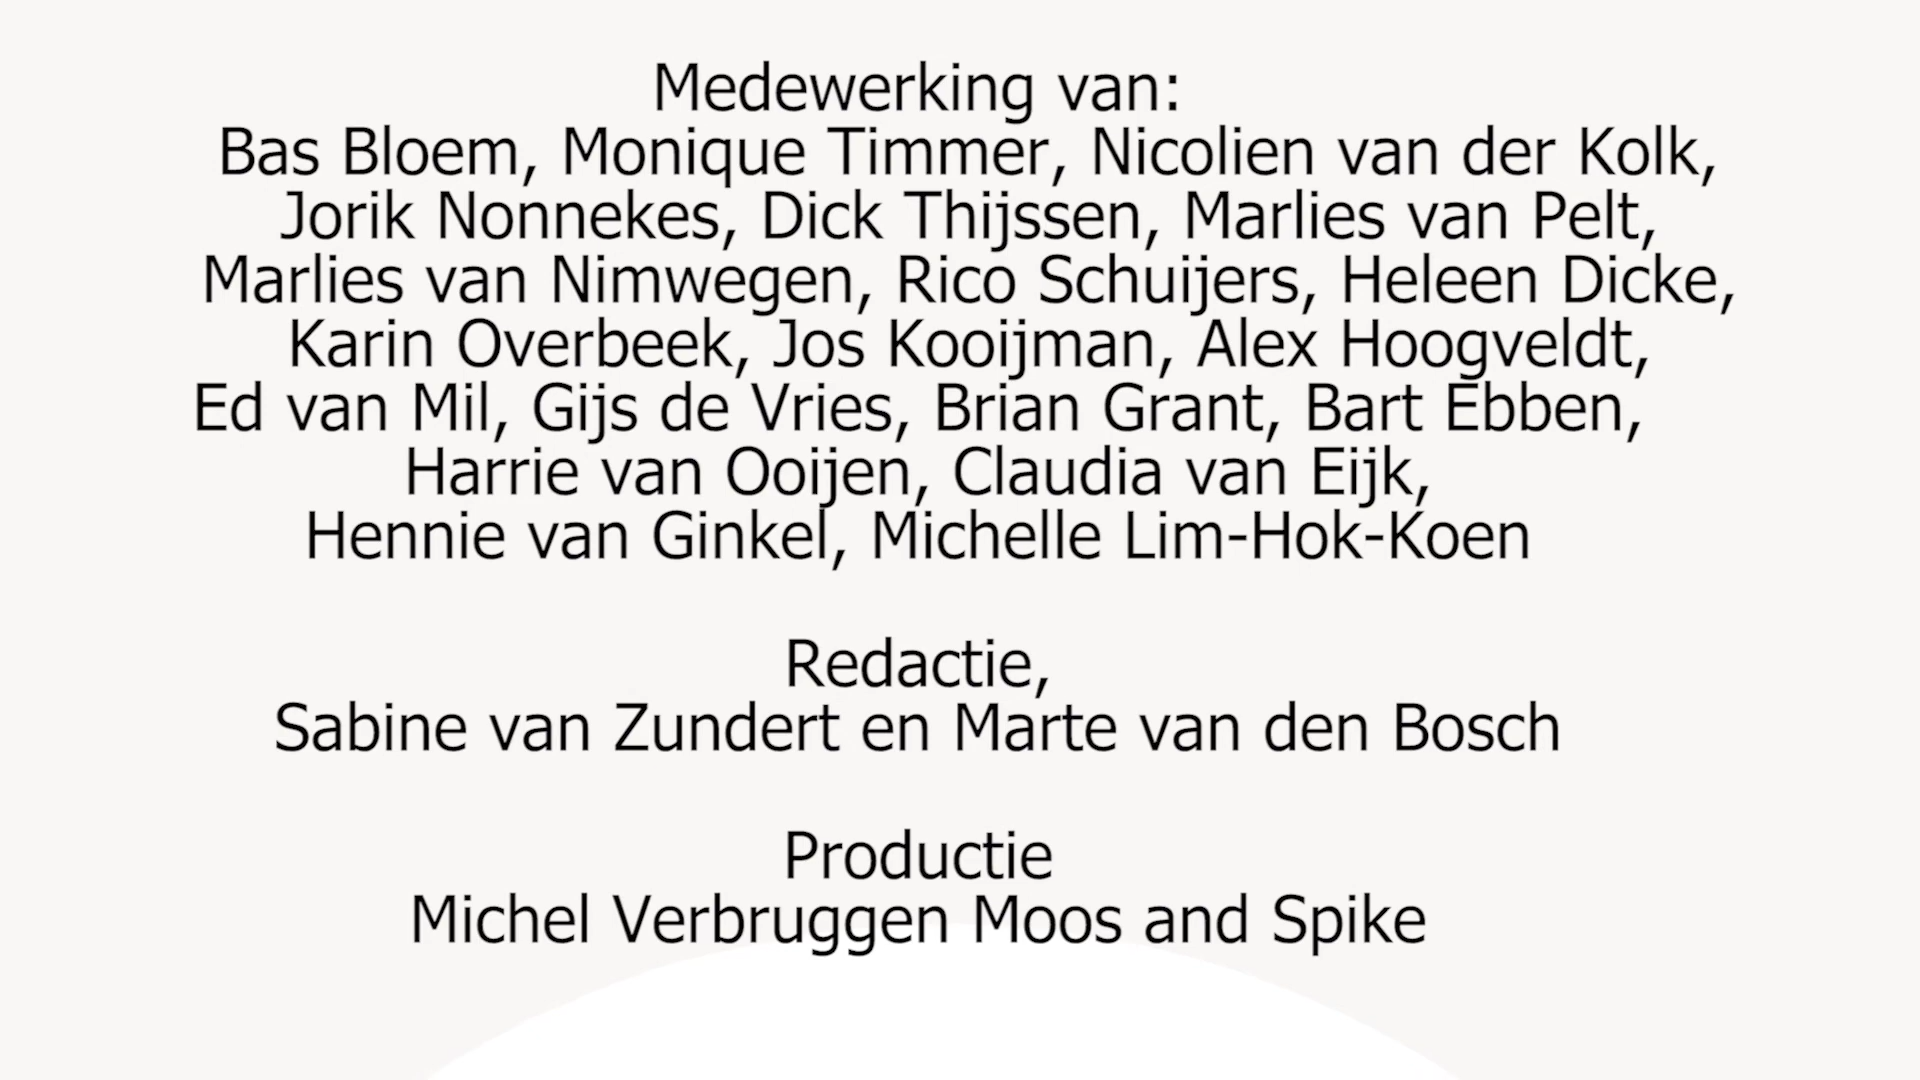 Medewerking van:
Bas Bloem, Monique Timmer, Nicolien van der Kolk,
Jorik Nonnekes, Dick Thijssen, Marlies van Pelt,
Marlies van Nimwegen, Rico Schuijers, Heleen Dicke,
Karin Overbeek, Jos Kooijman, Alex Hoogveldt,
Ed van Mil, Gijs de Vries, Brian Grant, Bart Ebben,
Harrie van Ooijen, Claudia van Eijk,
Hennie van Ginkel, Michelle Lim-Hok-Koen
Redactie,
Sabine van Zundert en Marte van den Bosch
Productie
Michel Verbruggen Moos and Spike